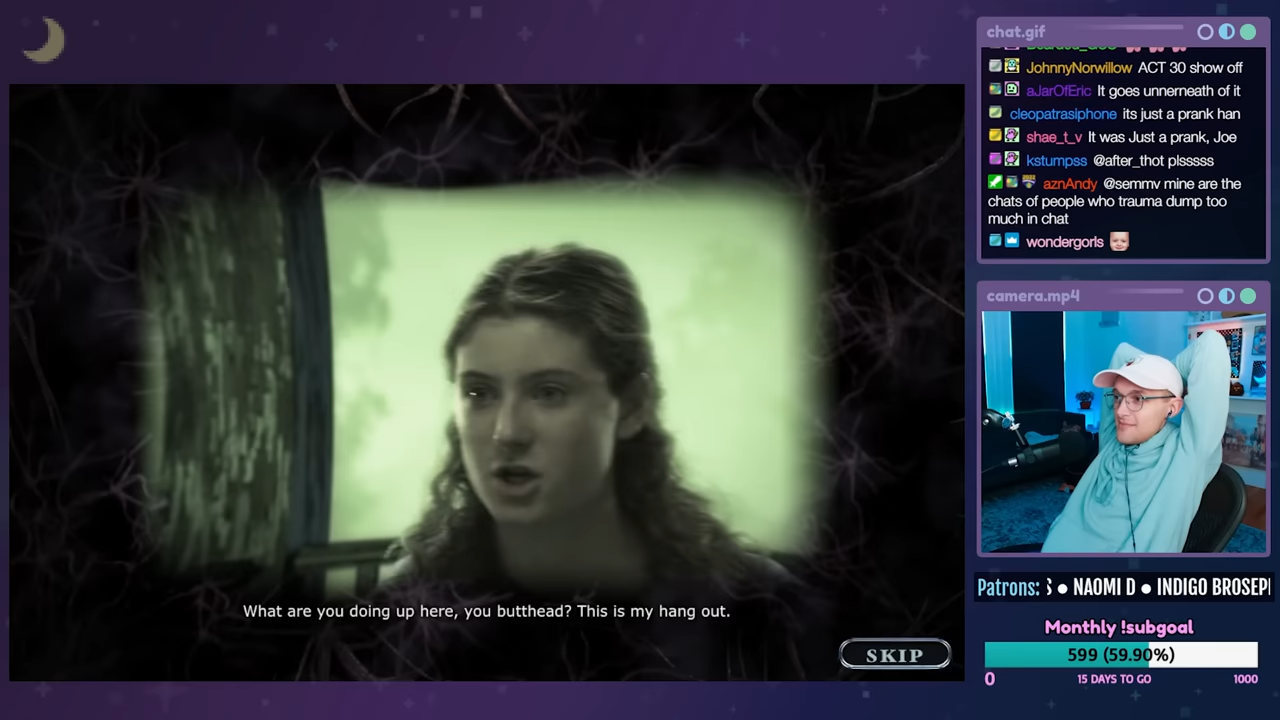 chat.gif
JohnnyNorwillow ACT 30 show off
aJarOfEric It goes unnerneath of it
cleopatrasiphone its just a prank han
shae_t_v It was Just a prank, Joe
kstumpss @after_thot plsssss
aznAndy @semmv mine are the
chats of people who trauma dump too
much in chat
wondergorls
camera.mp4
What are you doing up here, you butthead? This is my hang out.
SKIP
Patrons: S ● NAOMI D ● INDIGO BROSEPH
Monthly !subgoal
599 (59.90%)
0 15 DAYS TO GO 1000